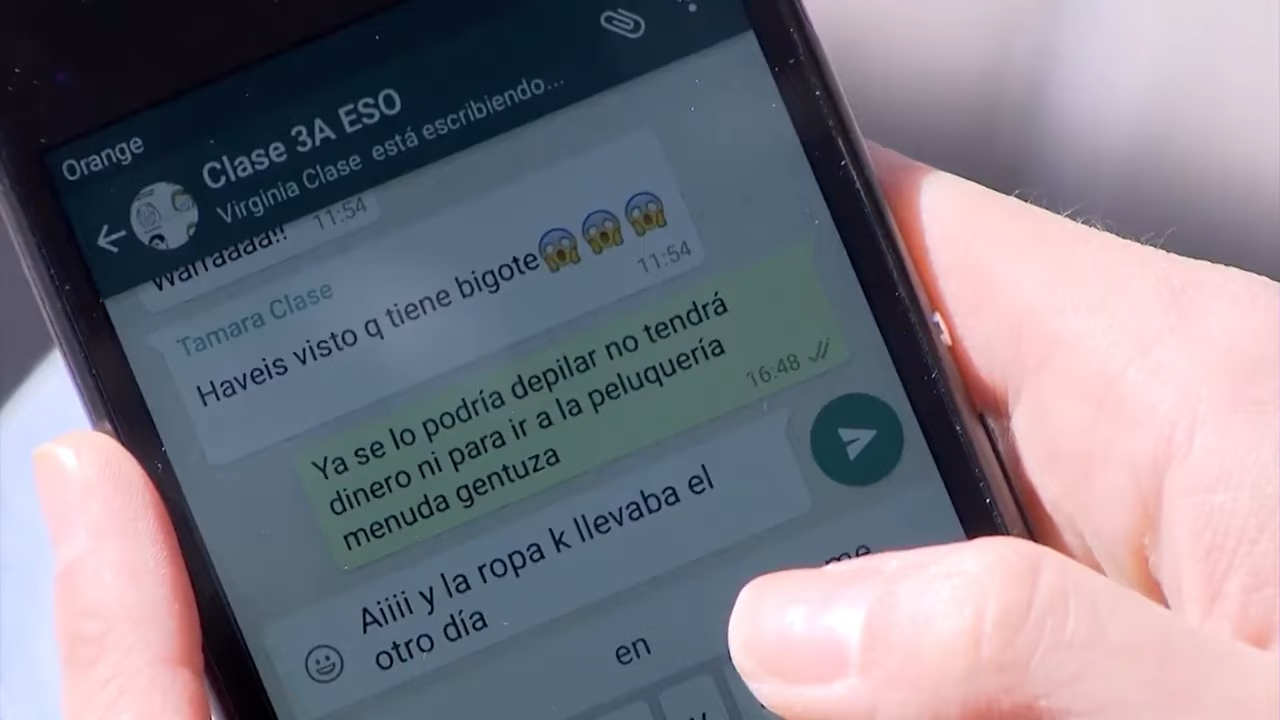 Orange
Clase 3A ESO
Virginia Clase está escribiendo...
Warraaaa!! 11:54
Tamara Clase
Haveis visto q tiene bigote😱😱😱
11:54
Ya se lo podría depilar no tendrá
dinero ni para ir a la peluquería
menuda gentuza
16:48
Aiiii y la ropa k llevaba el
otro día
en
me